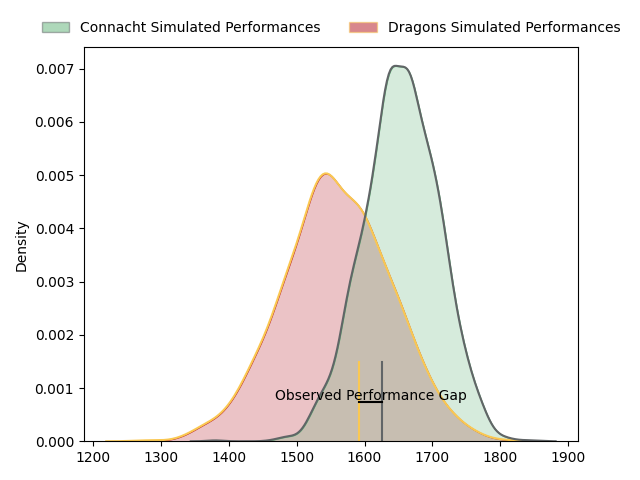 Connacht Simulated Performances
Dragons Simulated Performances
0.007
0.006
0.005
0.004
0.003
0.002
0.001
0.000
Density
Observed Performance Gap
1200 1300 1400 1500 1600 1700 1800 1900